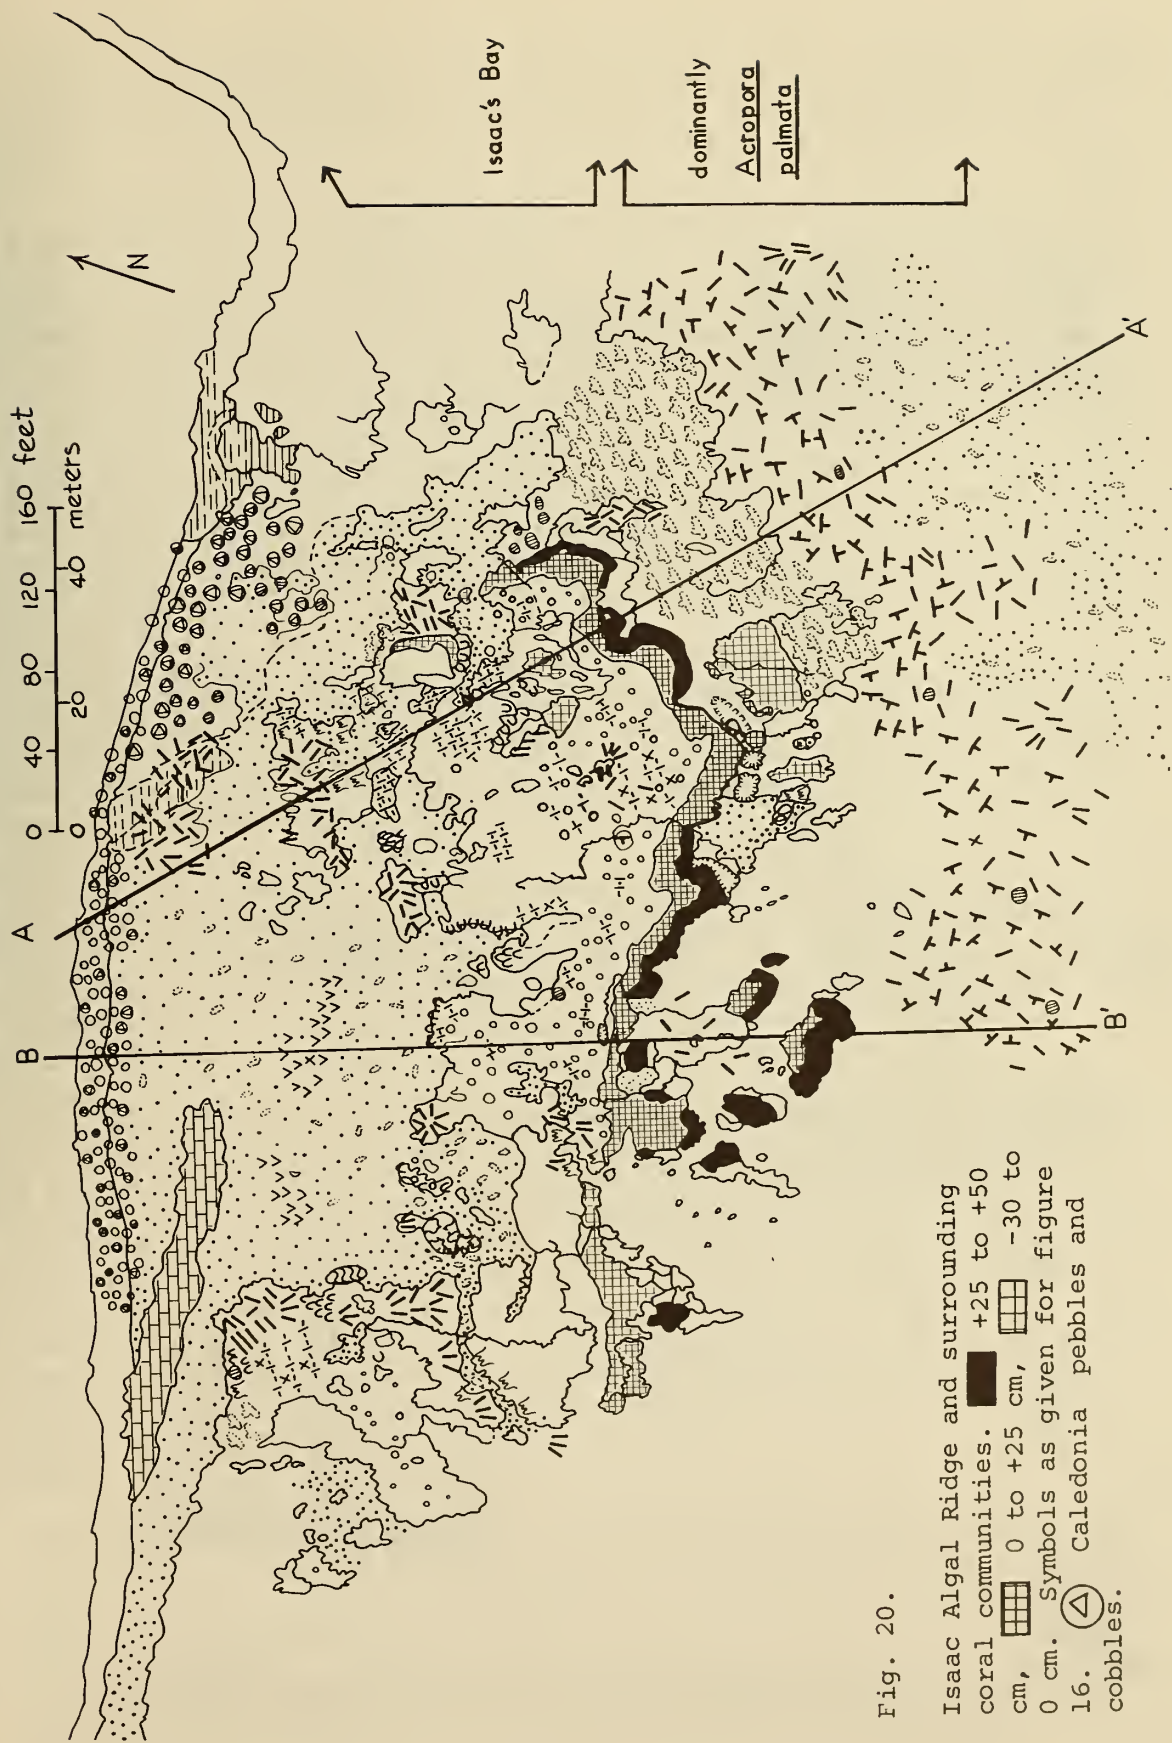 0 40 80 120 160 feet
0 20 40 meters
A
B
N
Isaac's Bay
dominantly
Acropora
palmata
A'
B'
Fig. 20.
Isaac Algal Ridge and surrounding
coral communities. +25 to +50
cm, 0 to +25 cm, -30 to
0 cm. Symbols as given for figure
16. Caledonia pebbles and
cobbles.